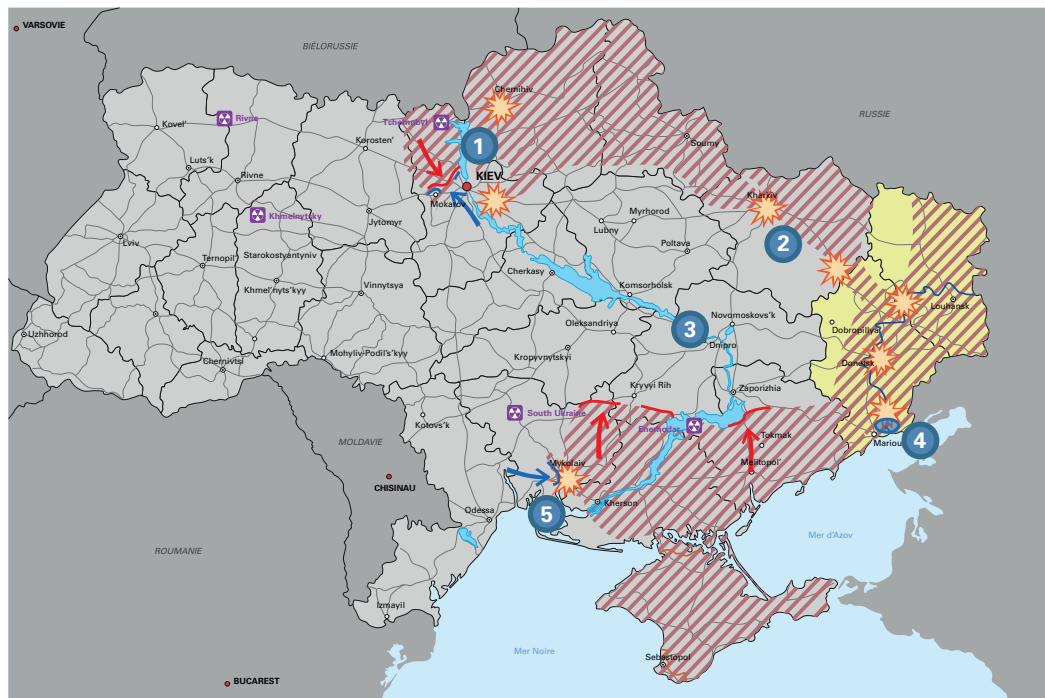 VARSOVIE
BIÉLORUSSIE
RUSSIE
Chernihiv
Kovel'
Rivne
Tchernobyl
1
Korosten'
Soumy
Luts'k
Rivne
KIEV
Kharkiv
Mokarov
Khmelnytsky
Jytomyr
Myrhorod
Lubny
2
Lviv
Starokostyantyniv
Ternopil'
Poltava
Cherkasy
Khmel'nyts'kyy
Vinnytsya
Komsorholsk
Louhansk
Oleksandriya
3
Novomoskovs'k
Dobropillya
Uzhhorod
Dnipro
Mohyliv-Podil's'kyy
Kropyvnytskyi
Donetsk
Chernivtsi
Kryvyi Rih
Zaporizhia
South Ukraine
Kotovs'k
Enerhodar
Tokmak
Mariou
4
MOLDAVIE
Mykolaiv
Melitopol'
CHISINAU
Kherson
Odessa
5
Mer d'Azov
ROUMANIE
Izmayil
Mer Noire
Sebastopol
BUCAREST